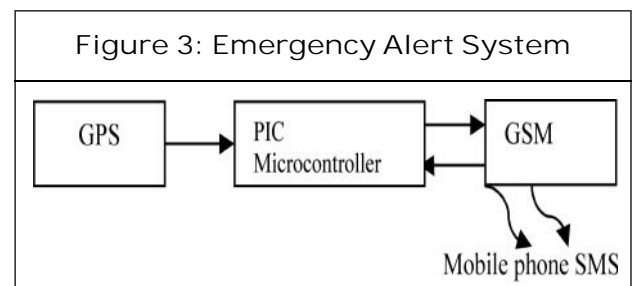 Figure 3: Emergency Alert System
GPS
PIC
Microcontroller
GSM
Mobile phone SMS